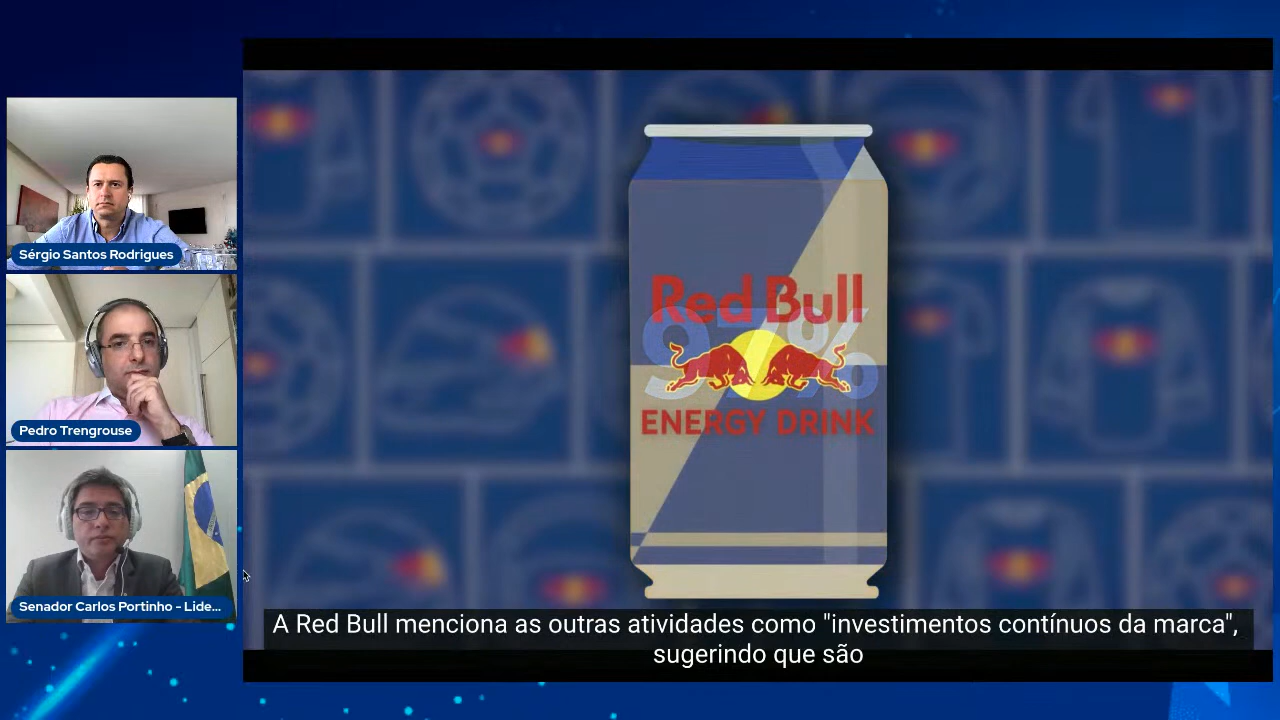 Sérgio Santos Rodrigues
Pedro Trengrouse
Senador Carlos Portinho - Lide...
Red Bull
97%
ENERGY DRINK
A Red Bull menciona as outras atividades como "investimentos contínuos da marca",
sugerindo que são